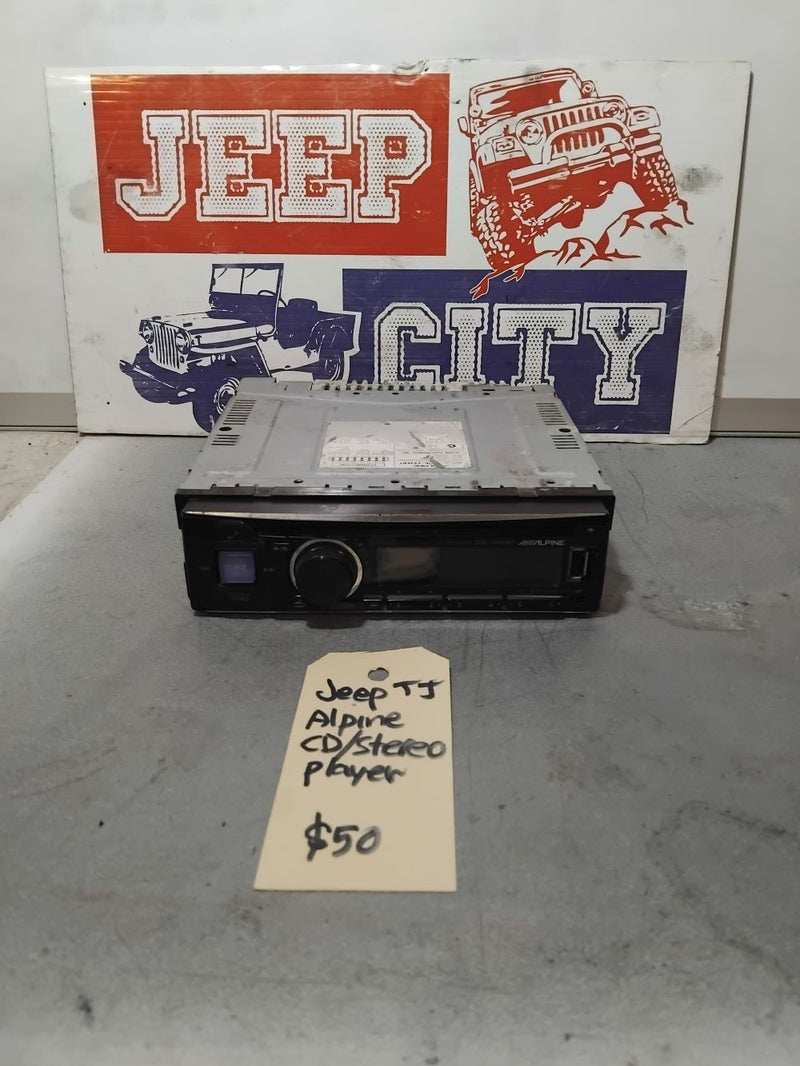 JEEP
CITY
ALPINE
Jeep TJ
Alpine
CD/Stereo
player
$50